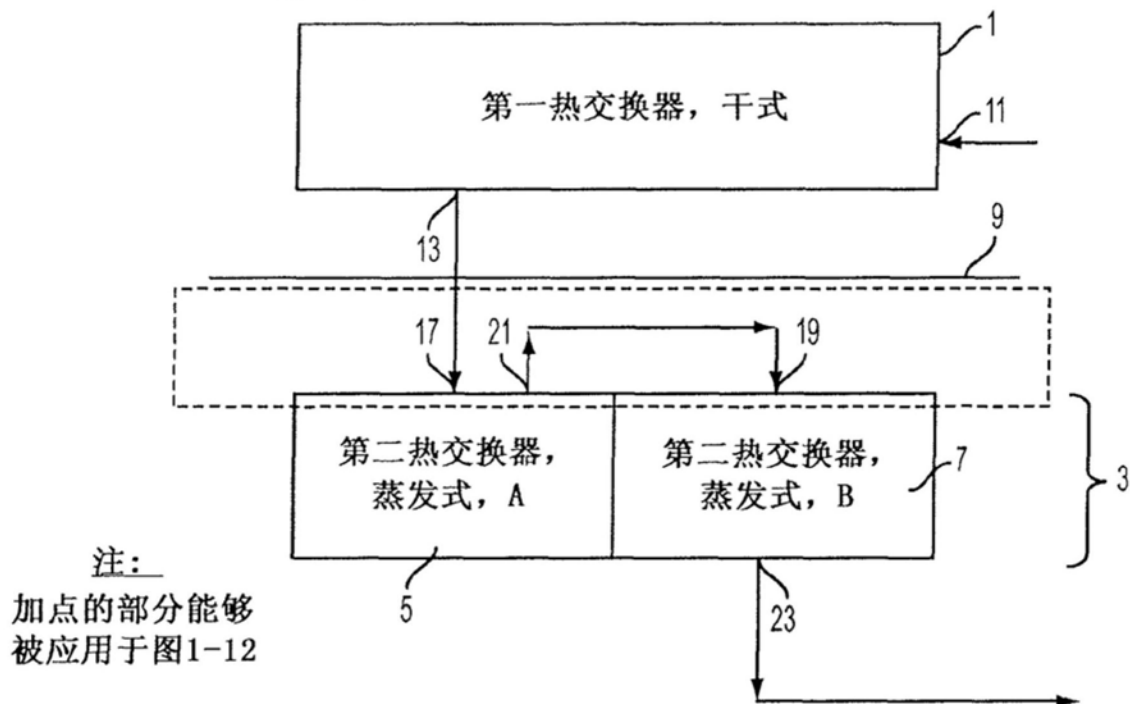 1
第一热交换器，干式
11
13
9
17
21
19
第二热交换器，
蒸发式，A
第二热交换器，
蒸发式，B
7
3
5
23
注：
加点的部分能够
被应用于图1-12